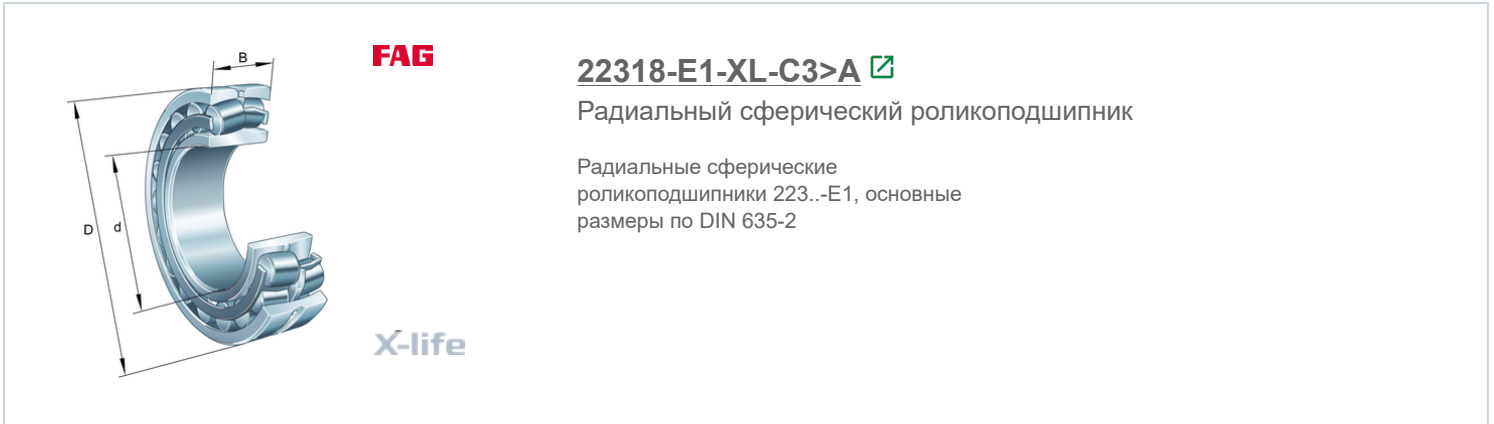 B
D
d
FAG
X-life
22318-E1-XL-C3>A
Радиальный сферический роликоподшипник
Радиальные сферические
роликоподшипники 223..-E1, основные
размеры по DIN 635-2